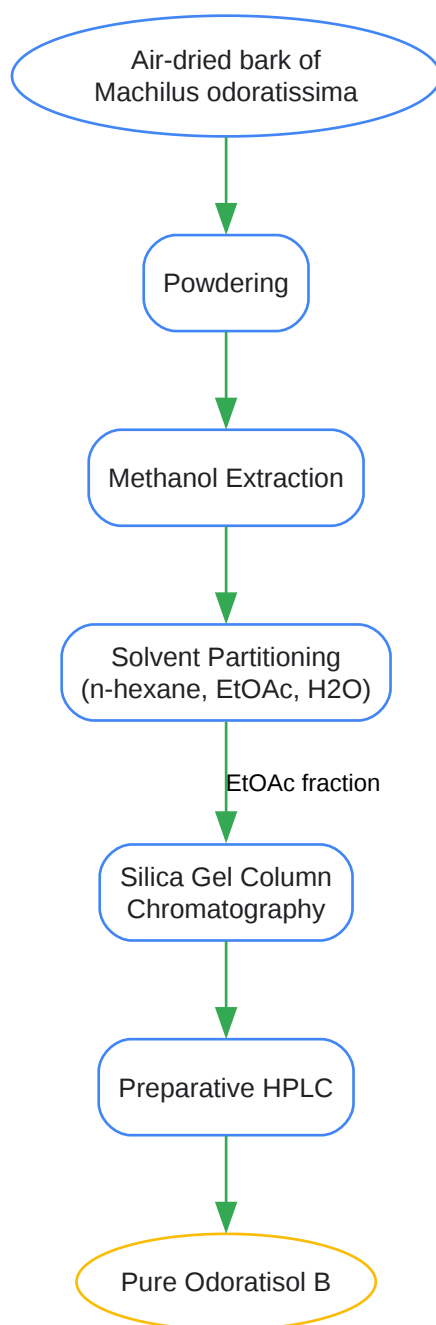 Air-dried bark of
Machilus odoratissima
Powdering
Methanol Extraction
Solvent Partitioning
(n-hexane, EtOAc, H2O)
EtOAc fraction
Silica Gel Column
Chromatography
Preparative HPLC
Pure Odoratisol B